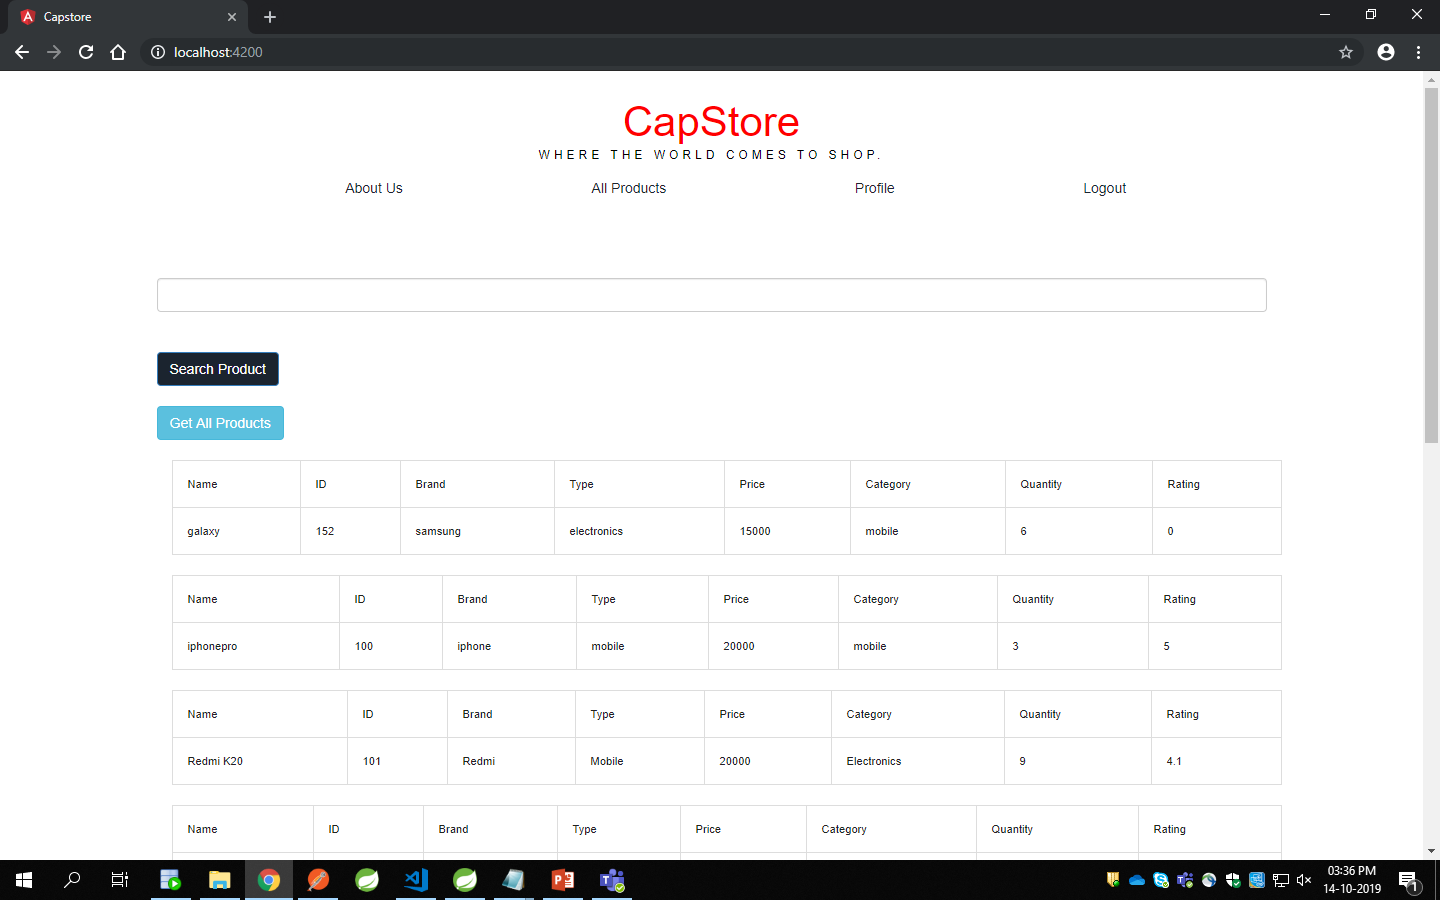 Capstore
localhost:4200
CapStore
WHERE THE WORLD COMES TO SHOP.
About Us All Products Profile Logout
Search Product
Get All Products
Name ID Brand Type Price Category Quantity Rating
galaxy 152 samsung electronics 15000 mobile 6 0
Name ID Brand Type Price Category Quantity Rating
iphonepro 100 iphone mobile 20000 mobile 3 5
Name ID Brand Type Price Category Quantity Rating
Redmi K20 101 Redmi Mobile 20000 Electronics 9 4.1
Name ID Brand Type Price Category Quantity Rating
03:36 PM
14-10-2019
1